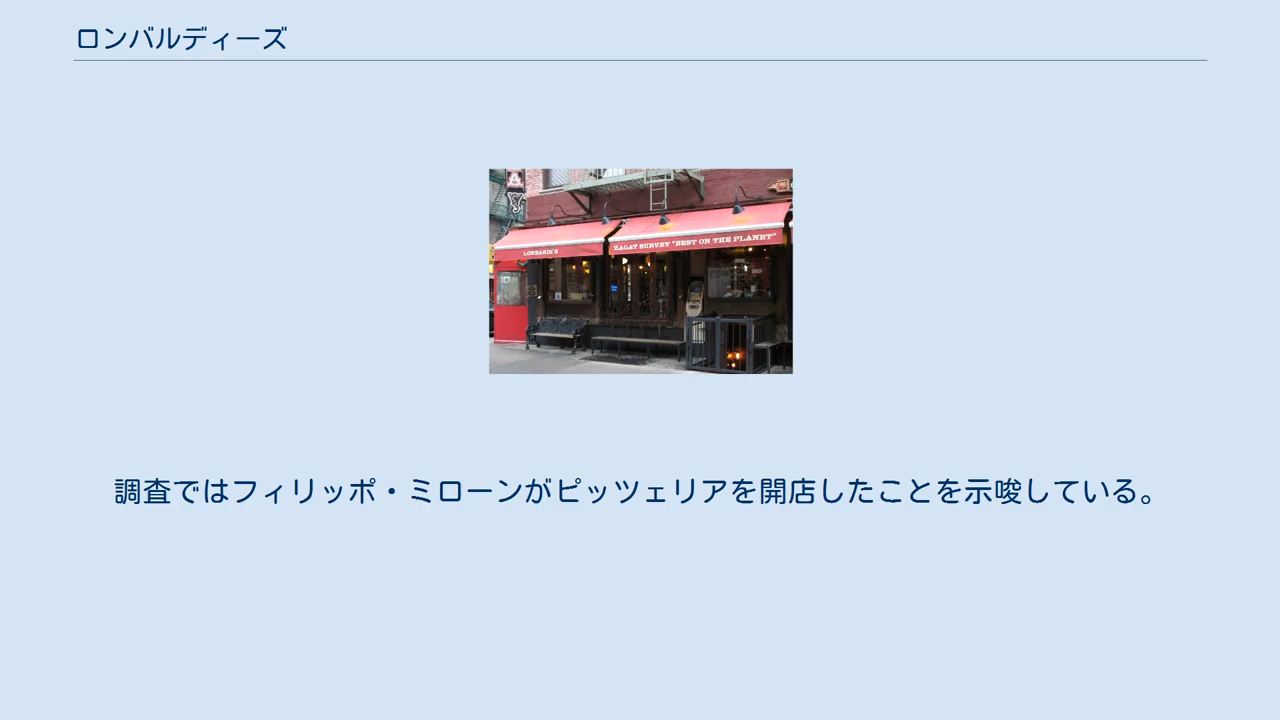 ロンバルディーズ
LOMBARDI'S
ZAGAT SURVEY "BEST ON THE PLANET"
調査ではフィリッポ・ミローンがピッツェリアを開店したことを示唆している。